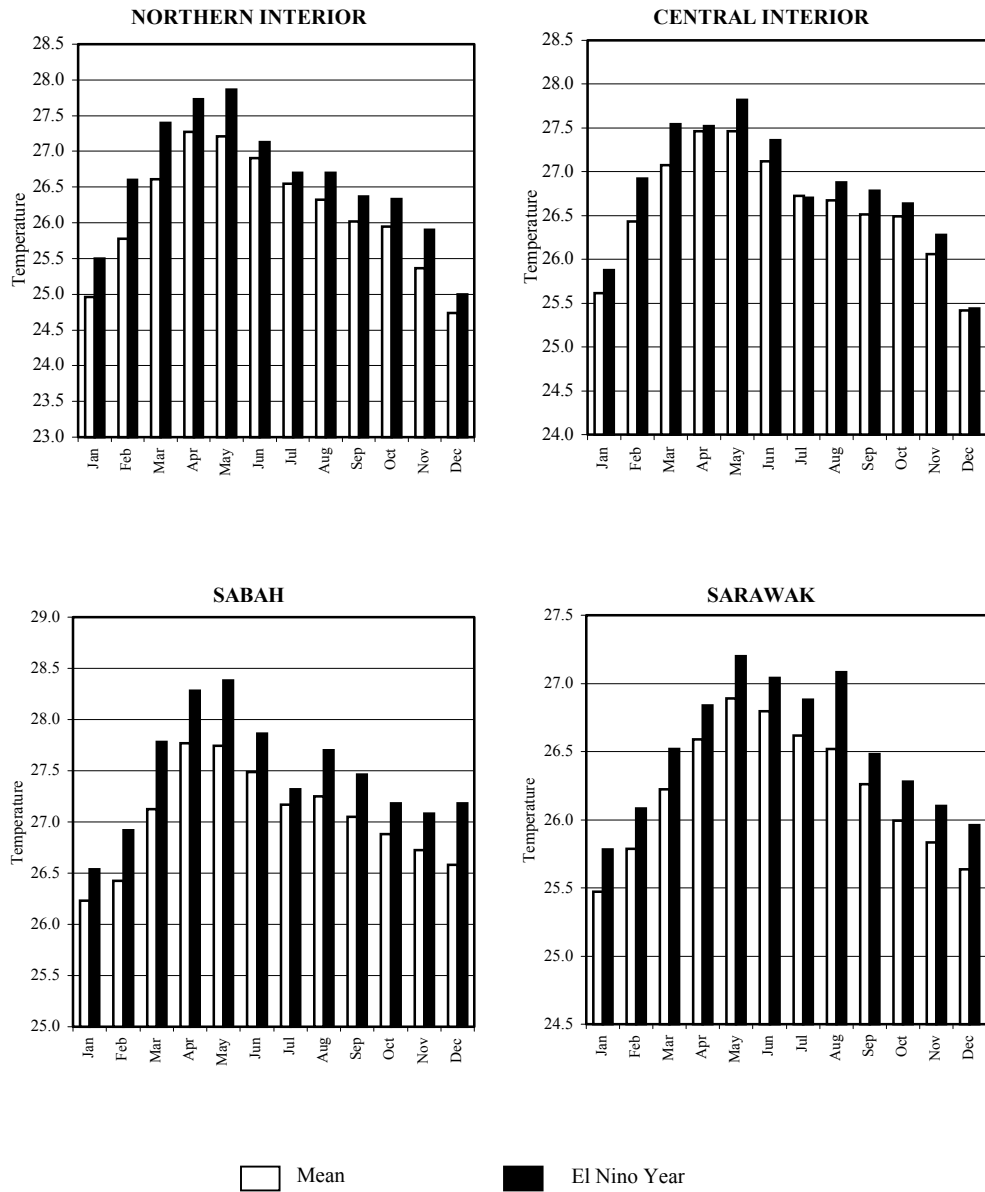 NORTHERN INTERIOR
28.5
28.0
27.5
27.0
26.5
26.0
25.5
25.0
24.5
24.0
23.5
23.0
Temperature
Jan Feb Mar Apr May Jun Jul Aug Sep Oct Nov Dec
CENTRAL INTERIOR
28.5
28.0
27.5
27.0
26.5
26.0
25.5
25.0
24.5
24.0
Temperature
Jan Feb Mar Apr May Jun Jul Aug Sep Oct Nov Dec
SABAH
29.0
28.5
28.0
27.5
27.0
26.5
26.0
25.5
25.0
Temperature
Jan Feb Mar Apr May Jun Jul Aug Sep Oct Nov Dec
SARAWAK
27.5
27.0
26.5
26.0
25.5
25.0
24.5
Temperature
Jan Feb Mar Apr May Jun Jul Aug Sep Oct Nov Dec
Mean El Nino Year